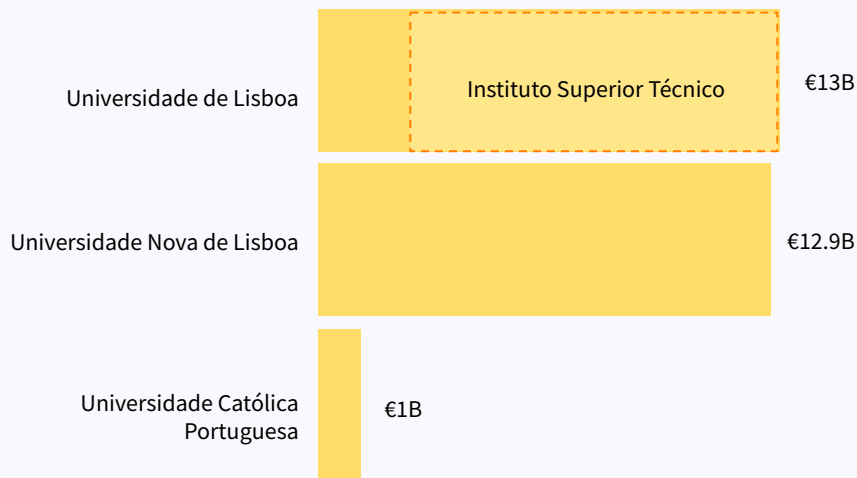 Universidade de Lisboa
Instituto Superior Técnico
€13B
Universidade Nova de Lisboa
€12.9B
Universidade Católica
Portuguesa
€1B